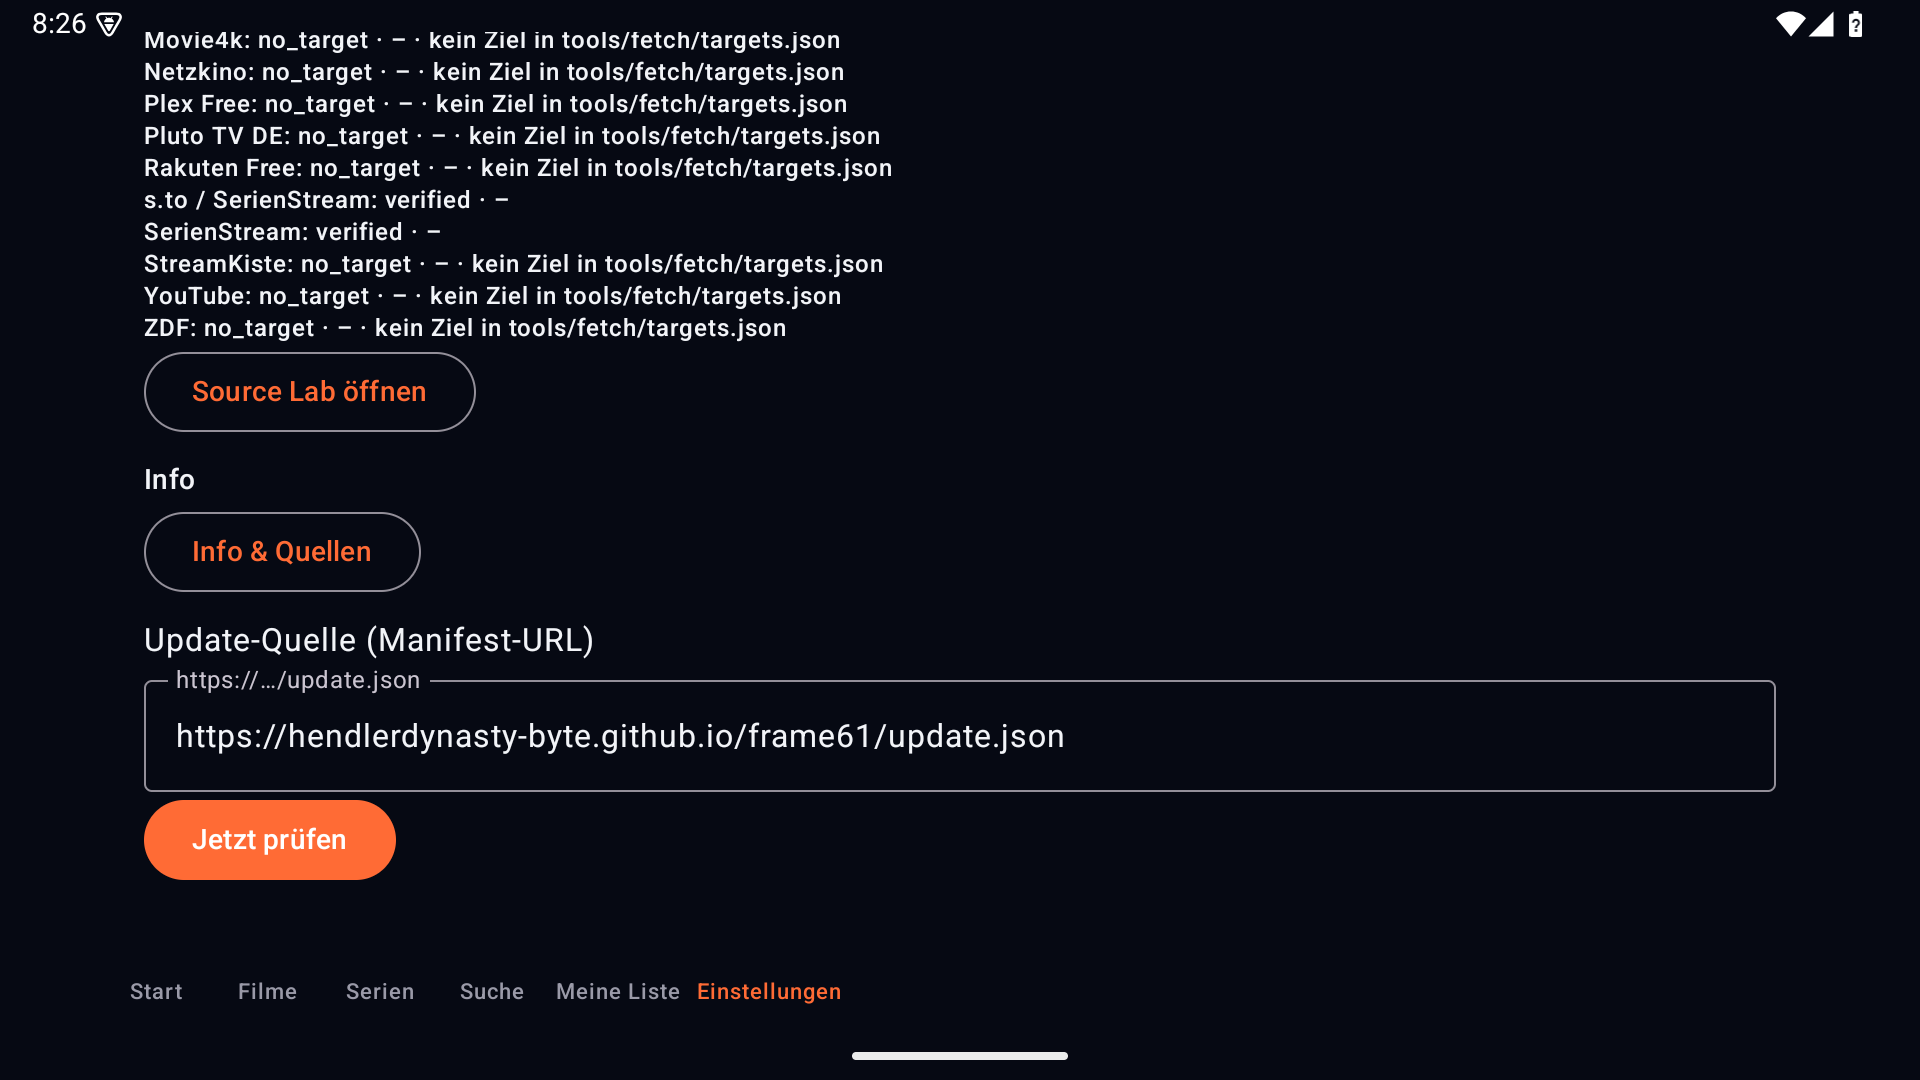 8:26
Movie4k: no_target · – · kein Ziel in tools/fetch/targets.json
Netzkino: no_target · – · kein Ziel in tools/fetch/targets.json
Plex Free: no_target · – · kein Ziel in tools/fetch/targets.json
Pluto TV DE: no_target · – · kein Ziel in tools/fetch/targets.json
Rakuten Free: no_target · – · kein Ziel in tools/fetch/targets.json
s.to / SerienStream: verified · –
SerienStream: verified · –
StreamKiste: no_target · – · kein Ziel in tools/fetch/targets.json
YouTube: no_target · – · kein Ziel in tools/fetch/targets.json
ZDF: no_target · – · kein Ziel in tools/fetch/targets.json
Source Lab öffnen
Info
Info & Quellen
Update-Quelle (Manifest-URL)
https://…/update.json
https://hendlerdynasty-byte.github.io/frame61/update.json
Jetzt prüfen
Start Filme Serien Suche Meine Liste Einstellungen